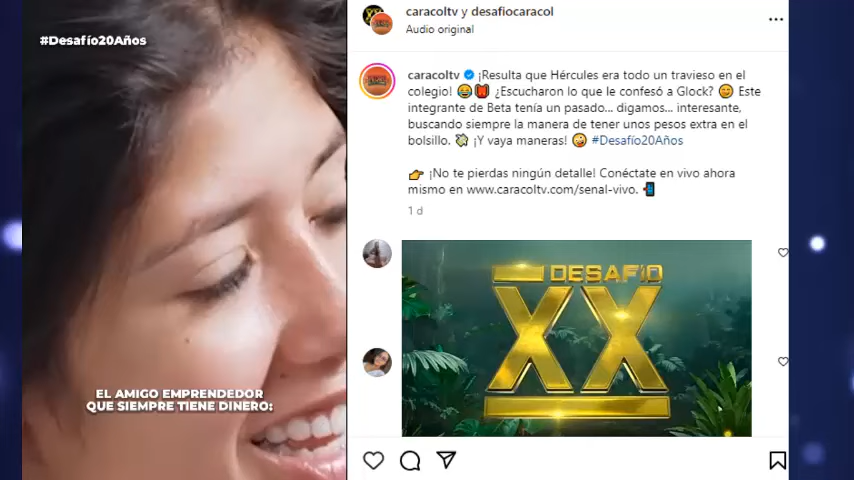 #Desafío20Años
EL AMIGO EMPRENDEDOR
QUE SIEMPRE TIENE DINERO:
caracoltv y desafiocaracol
Audio original
caracoltv ¡Resulta que Hércules era todo un travieso en el
colegio! 😂🎒 ¿Escucharon lo que le confesó a Glock? 😊 Este
integrante de Beta tenía un pasado... digamos... interesante,
buscando siempre la manera de tener unos pesos extra en el
bolsillo. 💸 ¡Y vaya maneras! 🤪 #Desafío20Años
👉 ¡No te pierdas ningún detalle! Conéctate en vivo ahora
mismo en www.caracoltv.com/senal-vivo. 📲
1 d
DESAFÍO
XX